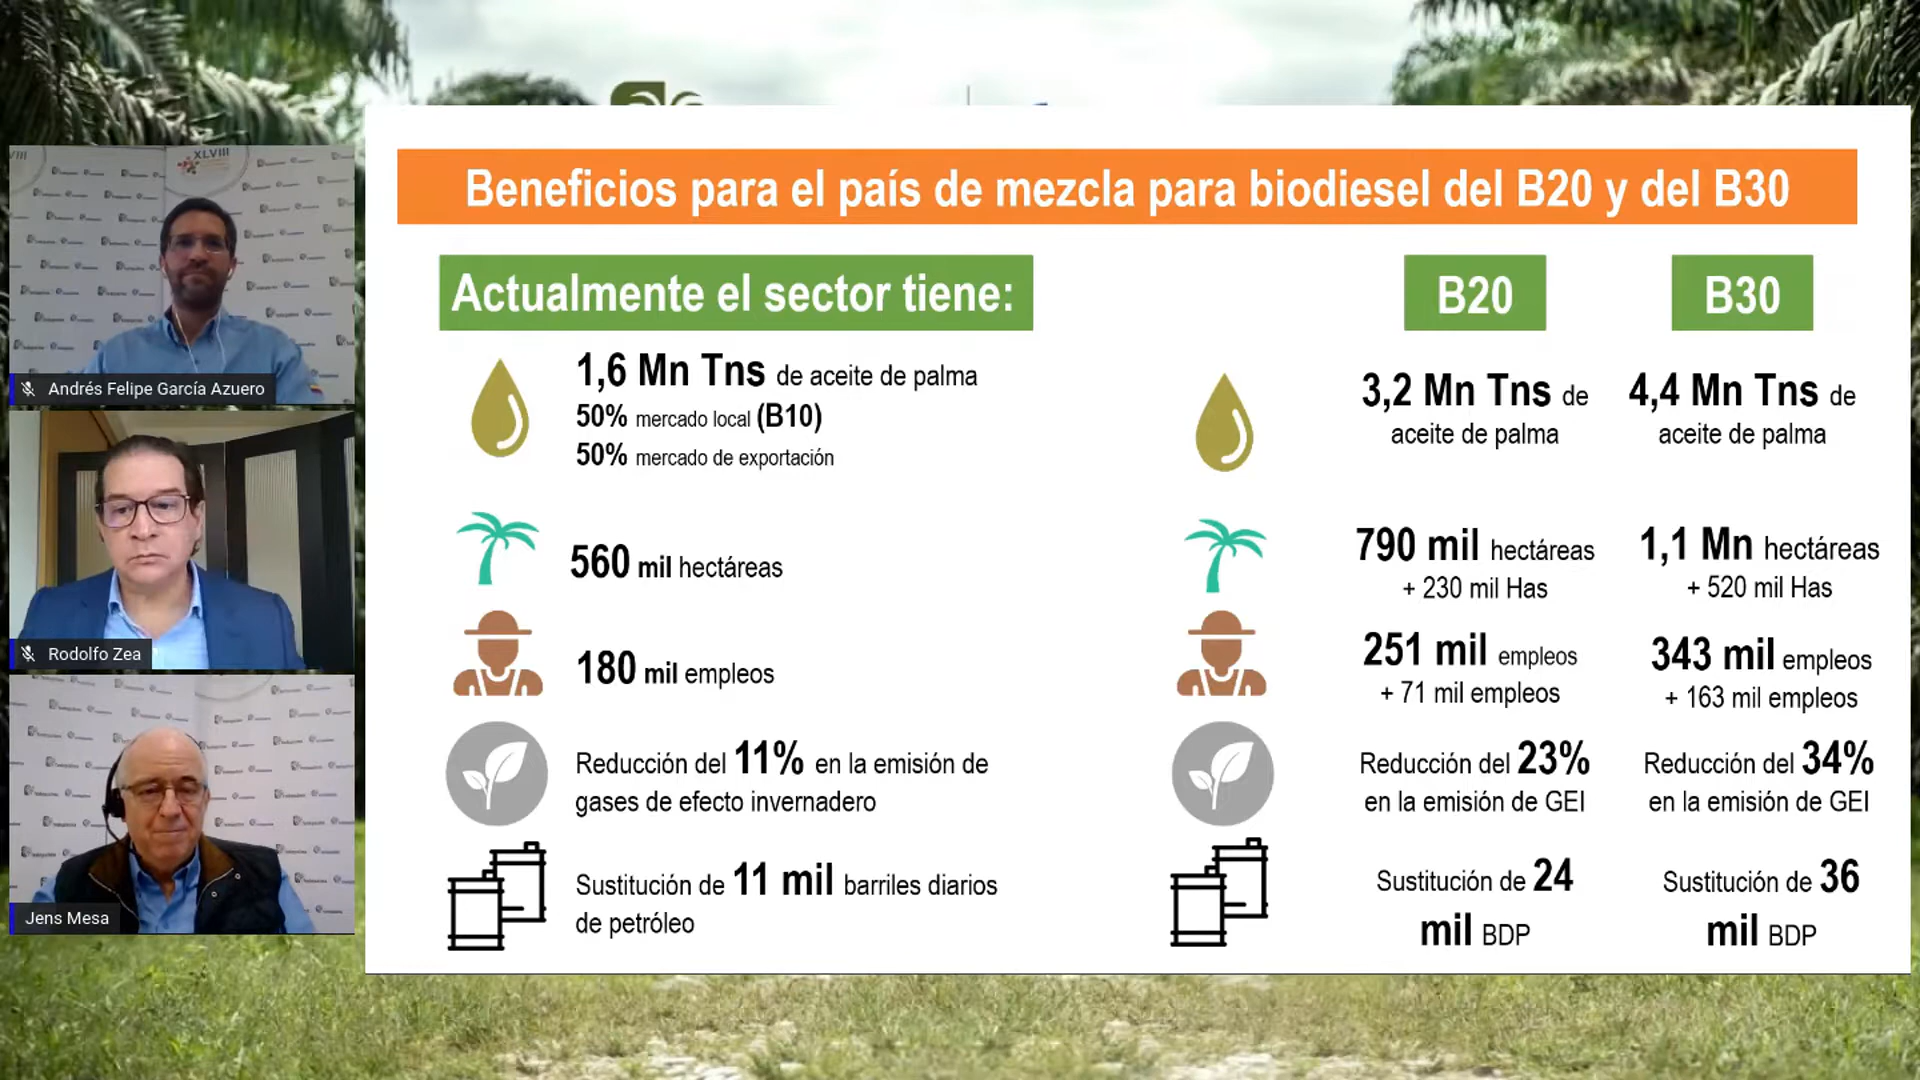 XLVIII
Andrés Felipe García Azuero
Rodolfo Zea
Jens Mesa
Beneficios para el país de mezcla para biodiesel del B20 y del B30
Actualmente el sector tiene:
1,6 Mn Tns de aceite de palma
50% mercado local (B10)
50% mercado de exportación
560 mil hectáreas
180 mil empleos
Reducción del 11% en la emisión de
gases de efecto invernadero
Sustitución de 11 mil barriles diarios
de petróleo
B20
3,2 Mn Tns de
aceite de palma
790 mil hectáreas
+ 230 mil Has
251 mil empleos
+ 71 mil empleos
Reducción del 23%
en la emisión de GEI
Sustitución de 24
mil BDP
B30
4,4 Mn Tns de
aceite de palma
1,1 Mn hectáreas
+ 520 mil Has
343 mil empleos
+ 163 mil empleos
Reducción del 34%
en la emisión de GEI
Sustitución de 36
mil BDP